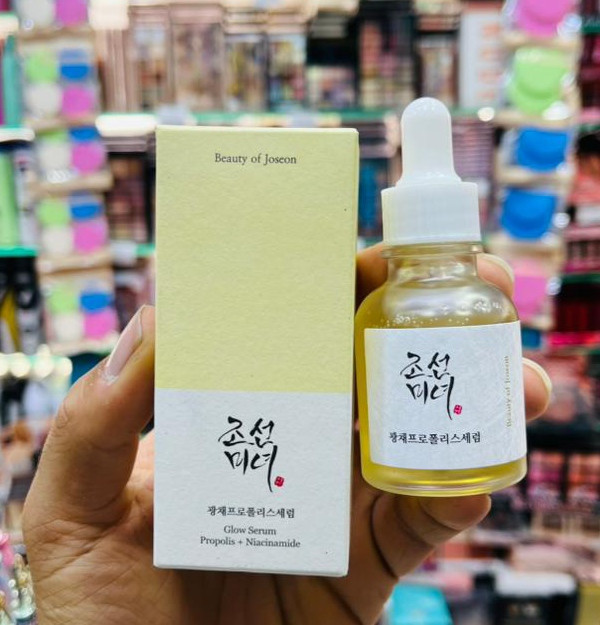 Beauty of Joseon
조선
미녀
광채프로폴리스세럼
Glow Serum
Propolis + Niacinamide
조선
미녀
광채프로폴리스세럼
Beauty of Joseon